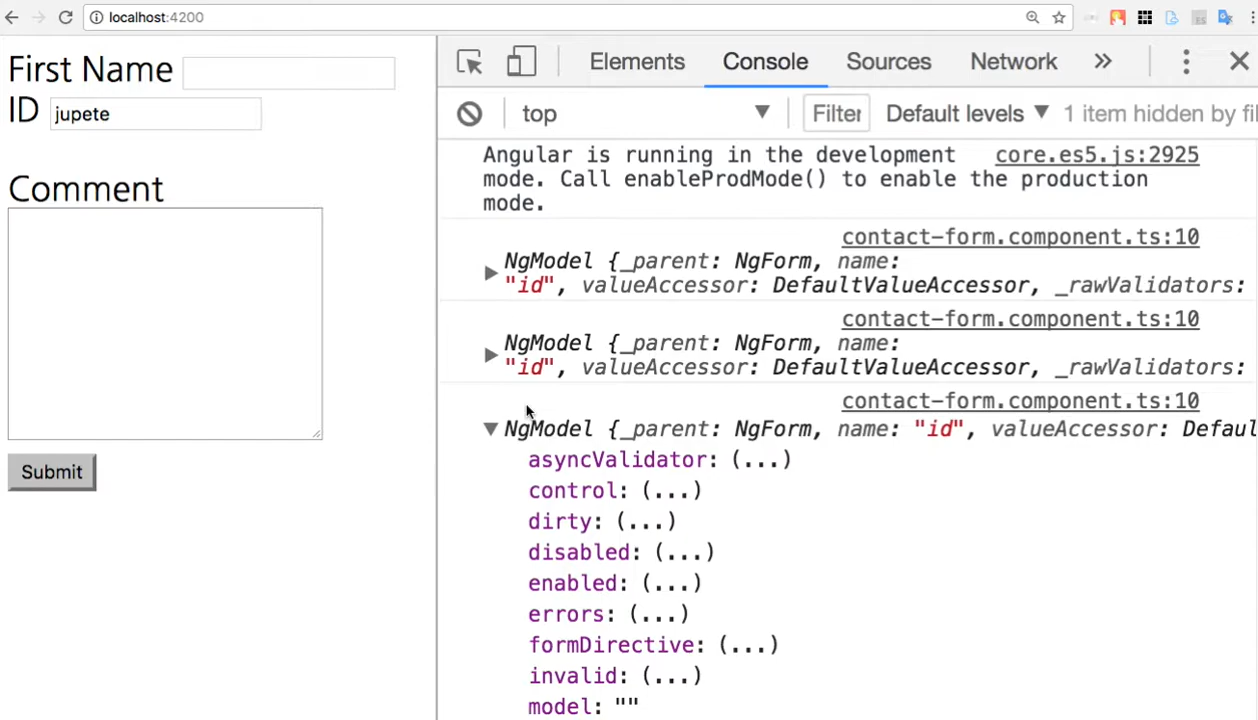 localhost:4200
First Name
ID jupete
Comment
Submit
Elements Console Sources Network »
top Filter Default levels 1 item hidden by fil
Angular is running in the development core.es5.js:2925
mode. Call enableProdMode() to enable the production
mode.
contact-form.component.ts:10
NgModel {_parent: NgForm, name:
"id", valueAccessor: DefaultValueAccessor, _rawValidators:
contact-form.component.ts:10
NgModel {_parent: NgForm, name:
"id", valueAccessor: DefaultValueAccessor, _rawValidators:
contact-form.component.ts:10
NgModel {_parent: NgForm, name: "id", valueAccessor: Defaul
asyncValidator: (...)
control: (...)
dirty: (...)
disabled: (...)
enabled: (...)
errors: (...)
formDirective: (...)
invalid: (...)
model: ""